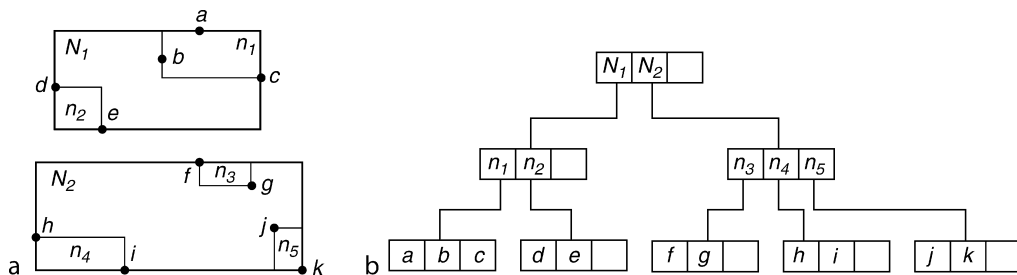 a
N1 b n1
c
d
n2 e
f n3
N2 g
h j
n4 i n5
k
a
N1 N2
n1 n2
n3 n4 n5
a b c d e f g h i j k
b